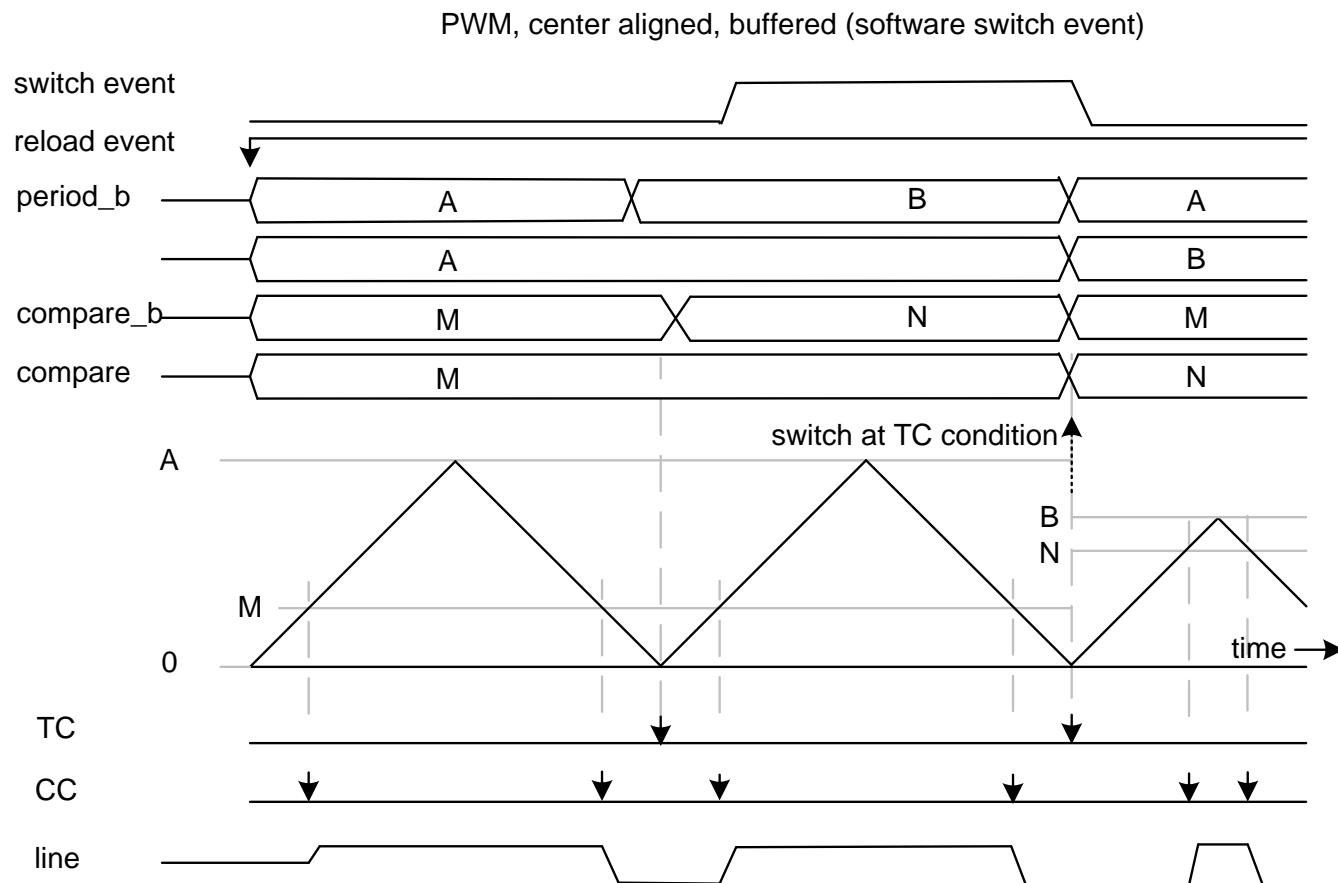 PWM, center aligned, buffered (software switch event)
switch event
reload event
period_b
A
B
A
A
B
compare_b
M
N
M
compare
M
N
switch at TC condition
A
B
N
M
0
time
TC
CC
line